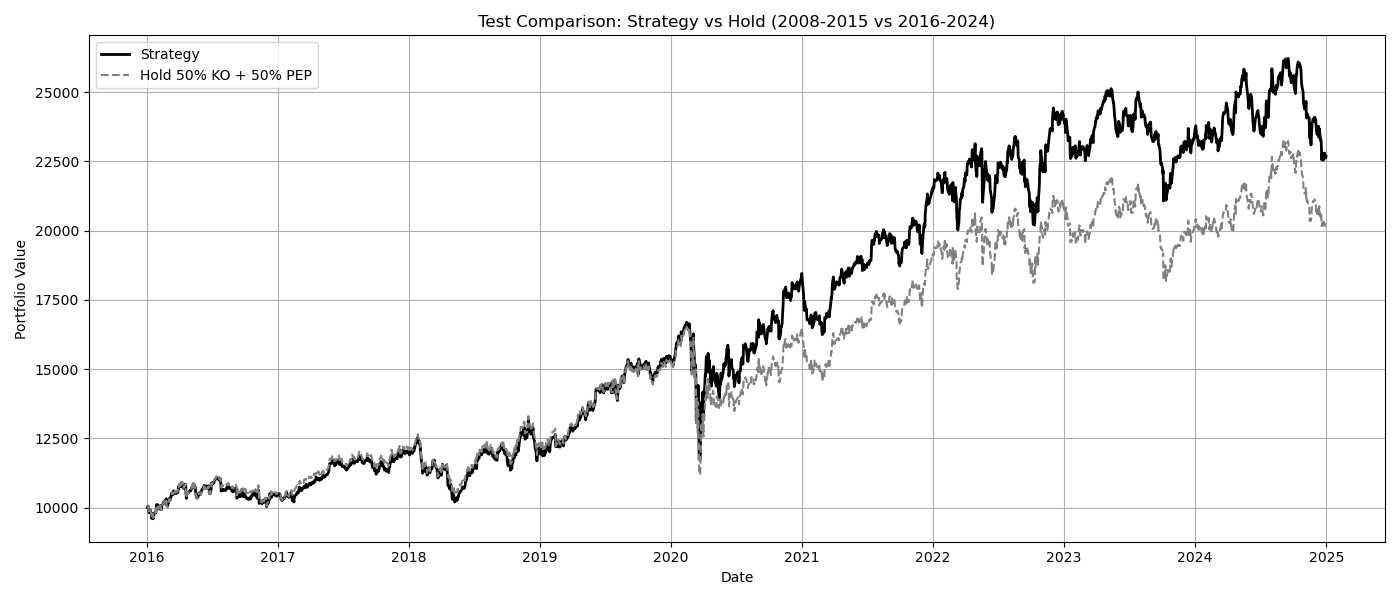 Test Comparison: Strategy vs Hold (2008-2015 vs 2016-2024)
Strategy
Hold 50% KO + 50% PEP
Portfolio Value
25000
22500
20000
17500
15000
12500
10000
2016 2017 2018 2019 2020 2021 2022 2023 2024 2025
Date